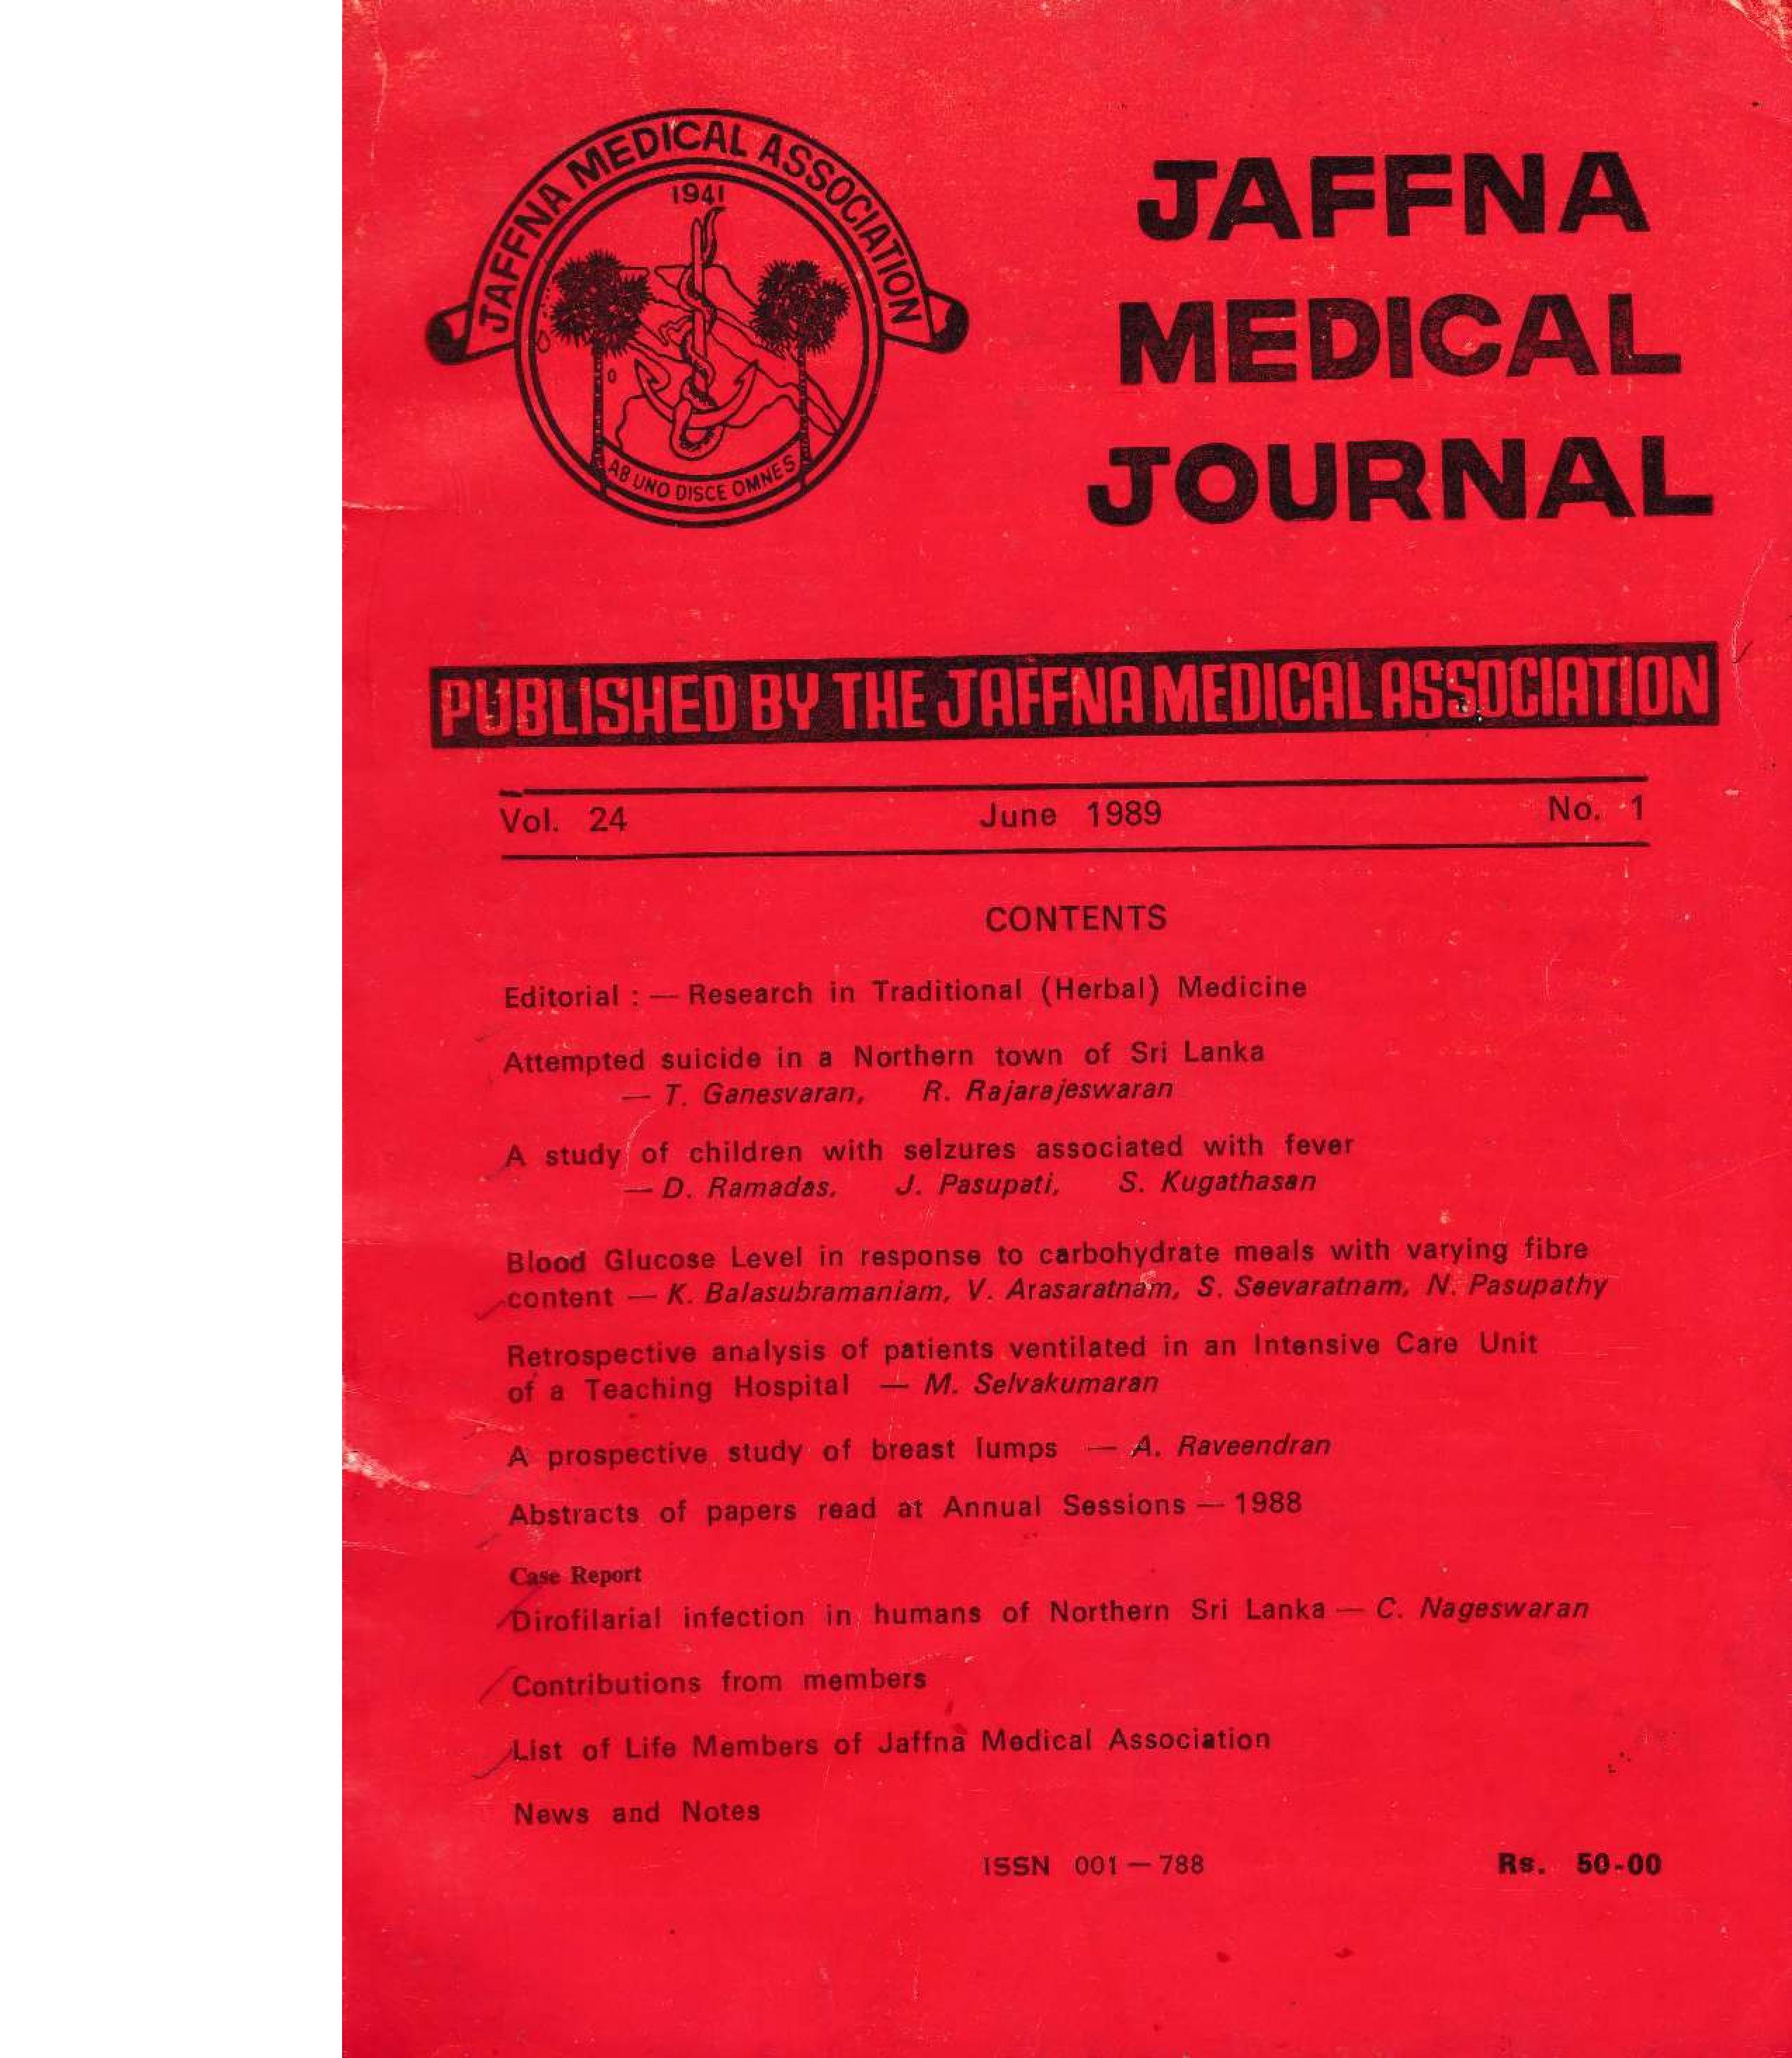 JAFFNA MEDICAL ASSOCIATION
1941
AB UNO DISCE OMNES
JAFFNA
MEDICAL
JOURNAL
PUBLISHED BY THE JAFFNA MEDICAL ASSOCIATION
Vol. 24 June 1989 No. 1
CONTENTS
Editorial : — Research in Traditional (Herbal) Medicine
Attempted suicide in a Northern town of Sri Lanka
— T. Ganesvaran, R. Rajarajeswaran
A study of children with selzures associated with fever
— D. Ramadas, J. Pasupati, S. Kugathasan
Blood Glucose Level in response to carbohydrate meals with varying fibre
content — K. Balasubramaniam, V. Arasaratnam, S. Seevaratnam, N. Pasupathy
Retrospective analysis of patients ventilated in an Intensive Care Unit
of a Teaching Hospital — M. Selvakumaran
A prospective study of breast lumps — A. Raveendran
Abstracts of papers read at Annual Sessions — 1988
Case Report
Dirofilarial infection in humans of Northern Sri Lanka — C. Nageswaran
Contributions from members
List of Life Members of Jaffna Medical Association
News and Notes
ISSN 001 — 788 Rs. 50-00